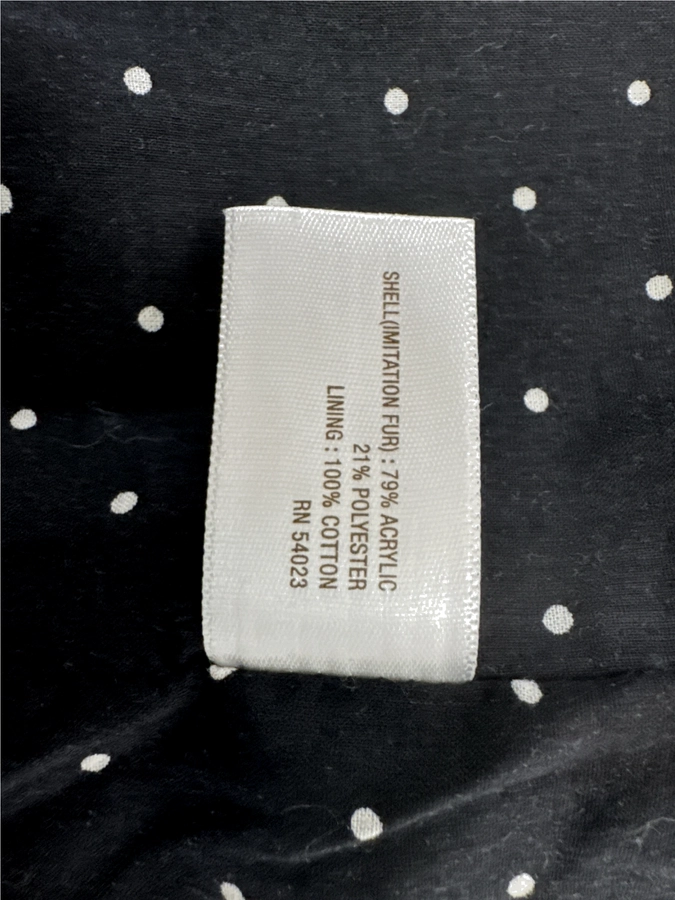 SHELL(IMITATION FUR) : 79% ACRYLIC
21% POLYESTER
LINING : 100% COTTON
RN 54023